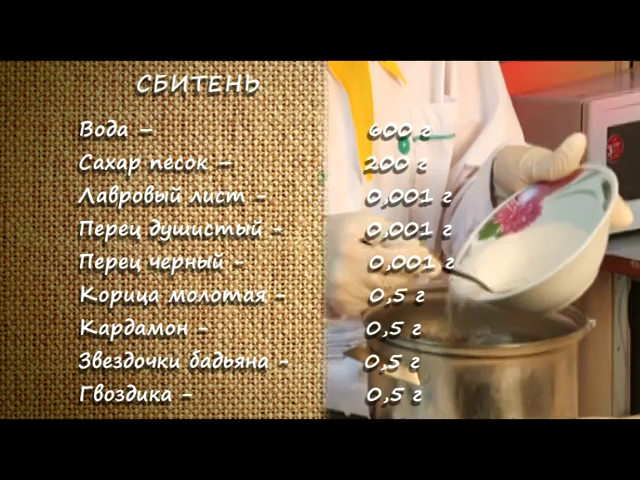 СБИТЕНЬ
Вода – 600 г
Сахар песок – 200 г
Лавровый лист - 0,001 г
Перец душистый - 0,001 г
Перец черный - 0,001 г
Корица молотая - 0,5 г
Кардамон - 0,5 г
Звездочки бадьяна - 0,5 г
Гвоздика - 0,5 г